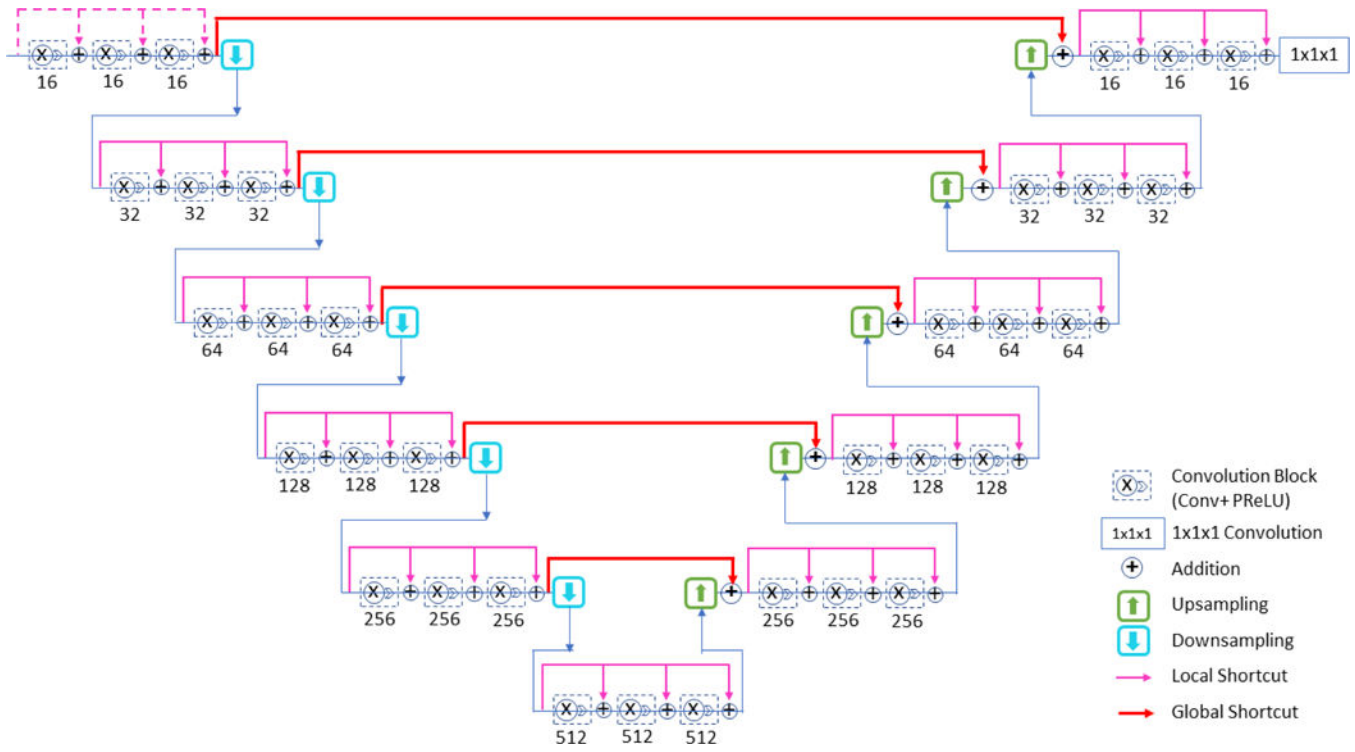 1x1x1
16 16 16 16 16 16
32 32 32 32 32 32
64 64 64 64 64 64
128 128 128 128 128 128
256 256 256 256 256 256
512 512 512
Convolution Block
(Conv+ PReLU)
1x1x1 1x1x1 Convolution
Addition
Upsampling
Downsampling
Local Shortcut
Global Shortcut